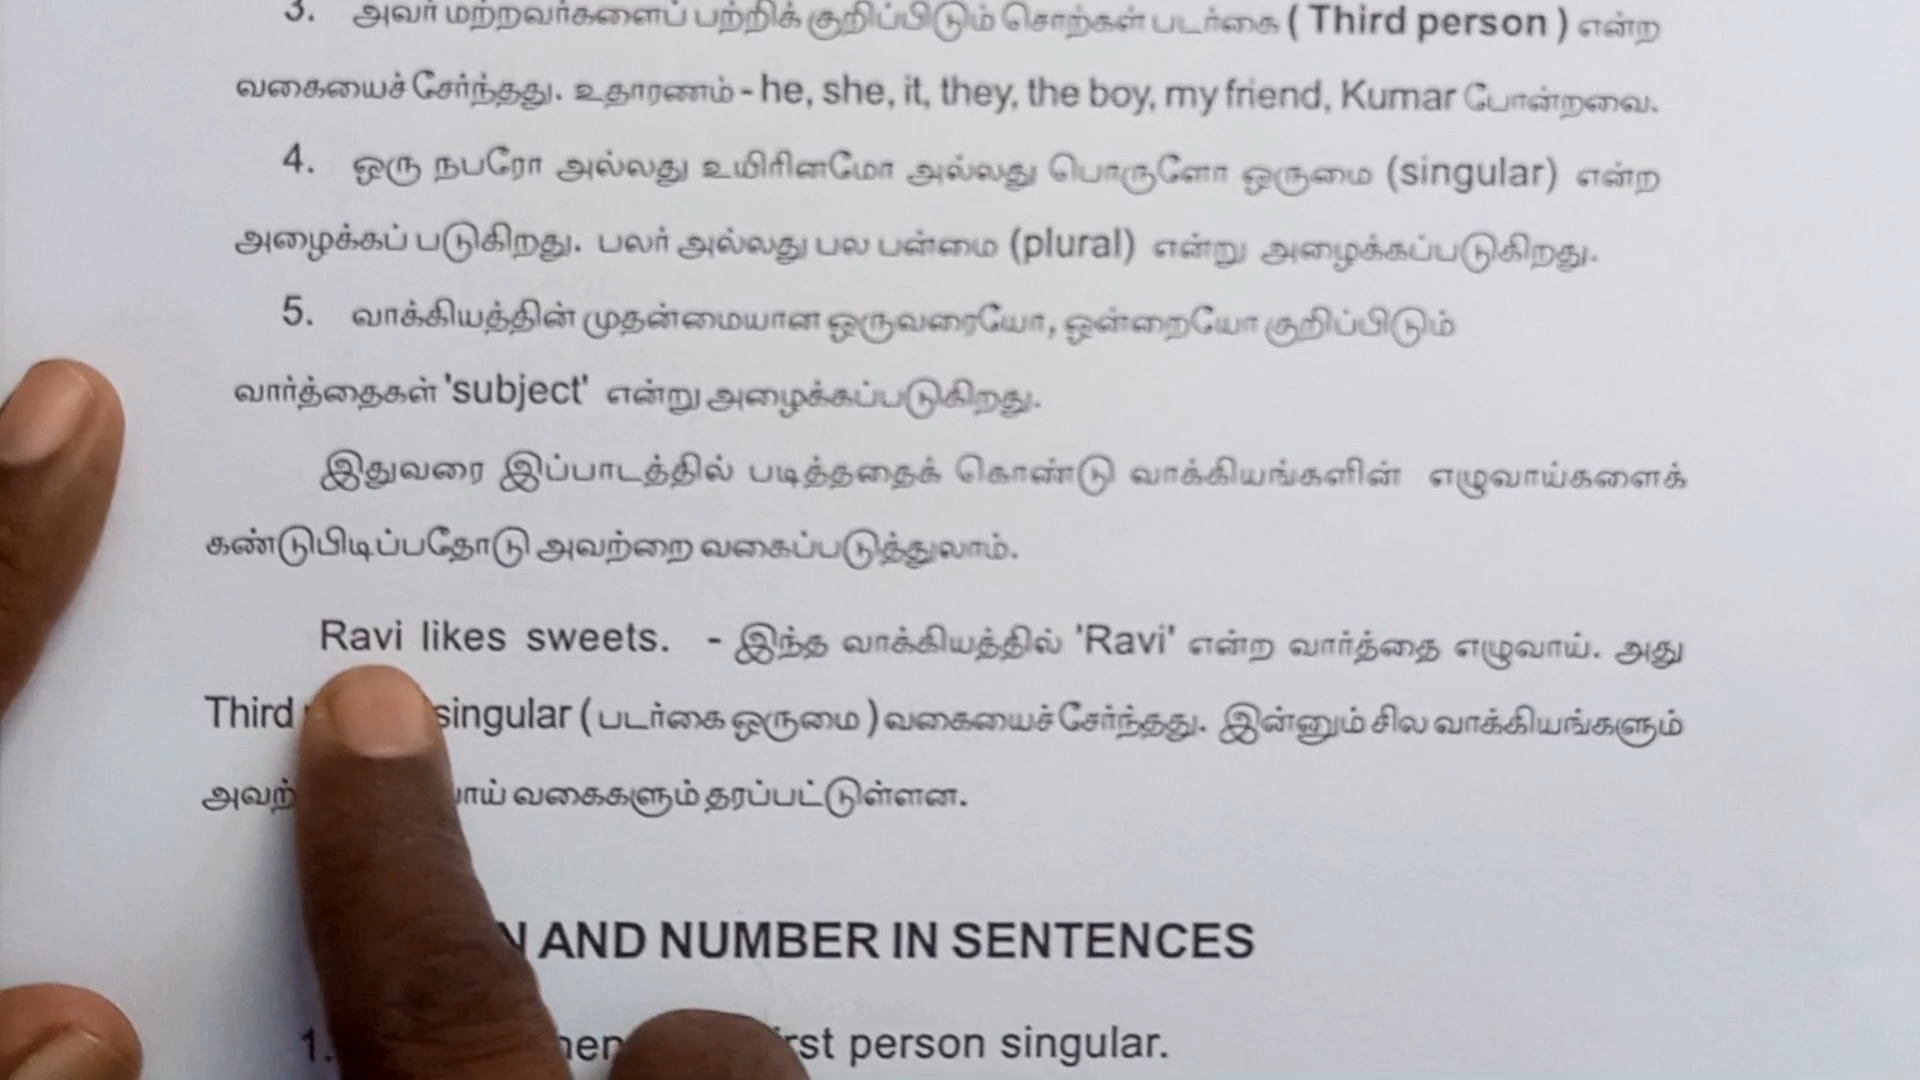 3. அவர் மற்றவர்களைப் பற்றிக் குறிப்பிடும் சொற்கள் படர்கை ( Third person ) என்ற
வகையைச் சேர்ந்தது. உதாரணம் - he, she, it, they, the boy, my friend, Kumar போன்றவை.
4. ஒரு நபரோ அல்லது உயிரினமோ அல்லது பொருளோ ஒருமை (singular) என்ற
அழைக்கப் படுகிறது. பலர் அல்லது பல பன்மை (plural) என்று அழைக்கப்படுகிறது.
5. வாக்கியத்தின் முதன்மையான ஒருவரையோ, ஒன்றையோ குறிப்பிடும்
வார்த்தைகள் 'subject' என்று அழைக்கப்படுகிறது.
இதுவரை இப்பாடத்தில் படித்ததைக் கொண்டு வாக்கியங்களின் எழுவாய்களைக்
கண்டுபிடிப்பதோடு அவற்றை வகைப்படுத்துலாம்.
Ravi likes sweets. - இந்த வாக்கியத்தில் 'Ravi' என்ற வார்த்தை எழுவாய். அது
Third singular ( படர்கை ஒருமை ) வகையைச் சேர்ந்தது. இன்னும் சில வாக்கியங்களும்
வகைகளும் தரப்பட்டுள்ளன.
AND NUMBER IN SENTENCES
1. person singular.